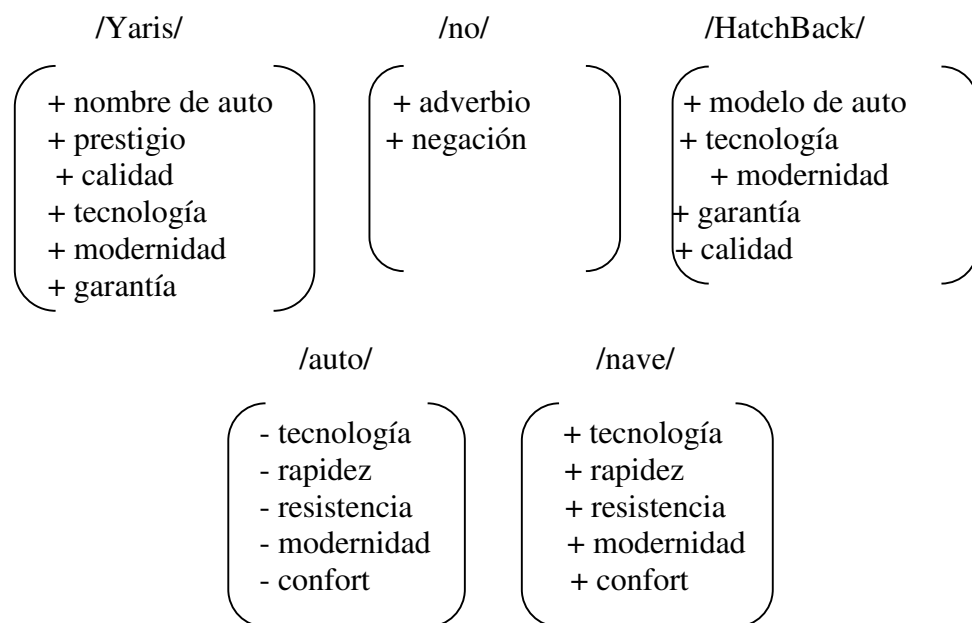 /Yaris/ /no/ /HatchBack/
+ nombre de auto + adverbio + modelo de auto
+ prestigio + negación + tecnología
+ calidad + modernidad
+ tecnología + garantía
+ modernidad + calidad
+ garantía
/auto/ /nave/
- tecnología + tecnología
- rapidez + rapidez
- resistencia + resistencia
- modernidad + modernidad
- confort + confort